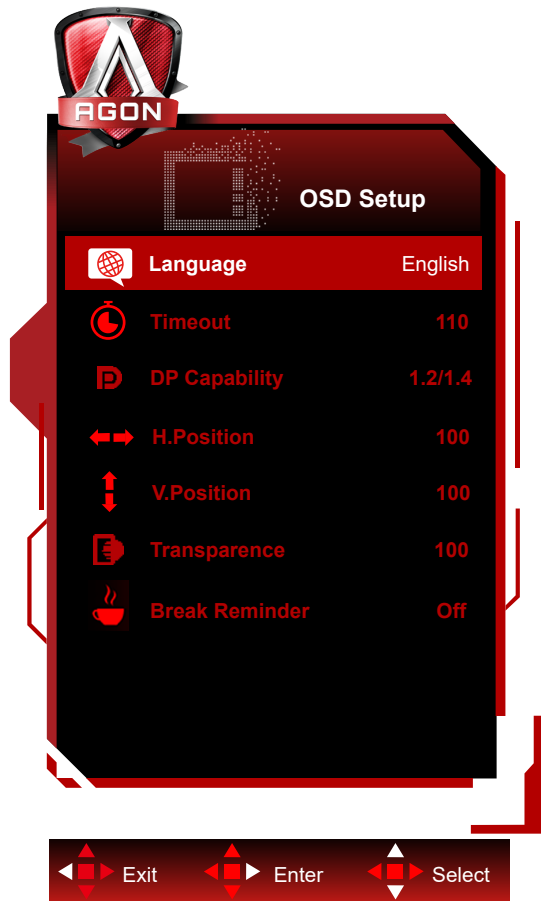 AGON
OSD Setup
Language English
Timeout 110
DP Capability 1.2/1.4
H.Position 100
V.Position 100
Transparence 100
Break Reminder Off
Exit Enter Select